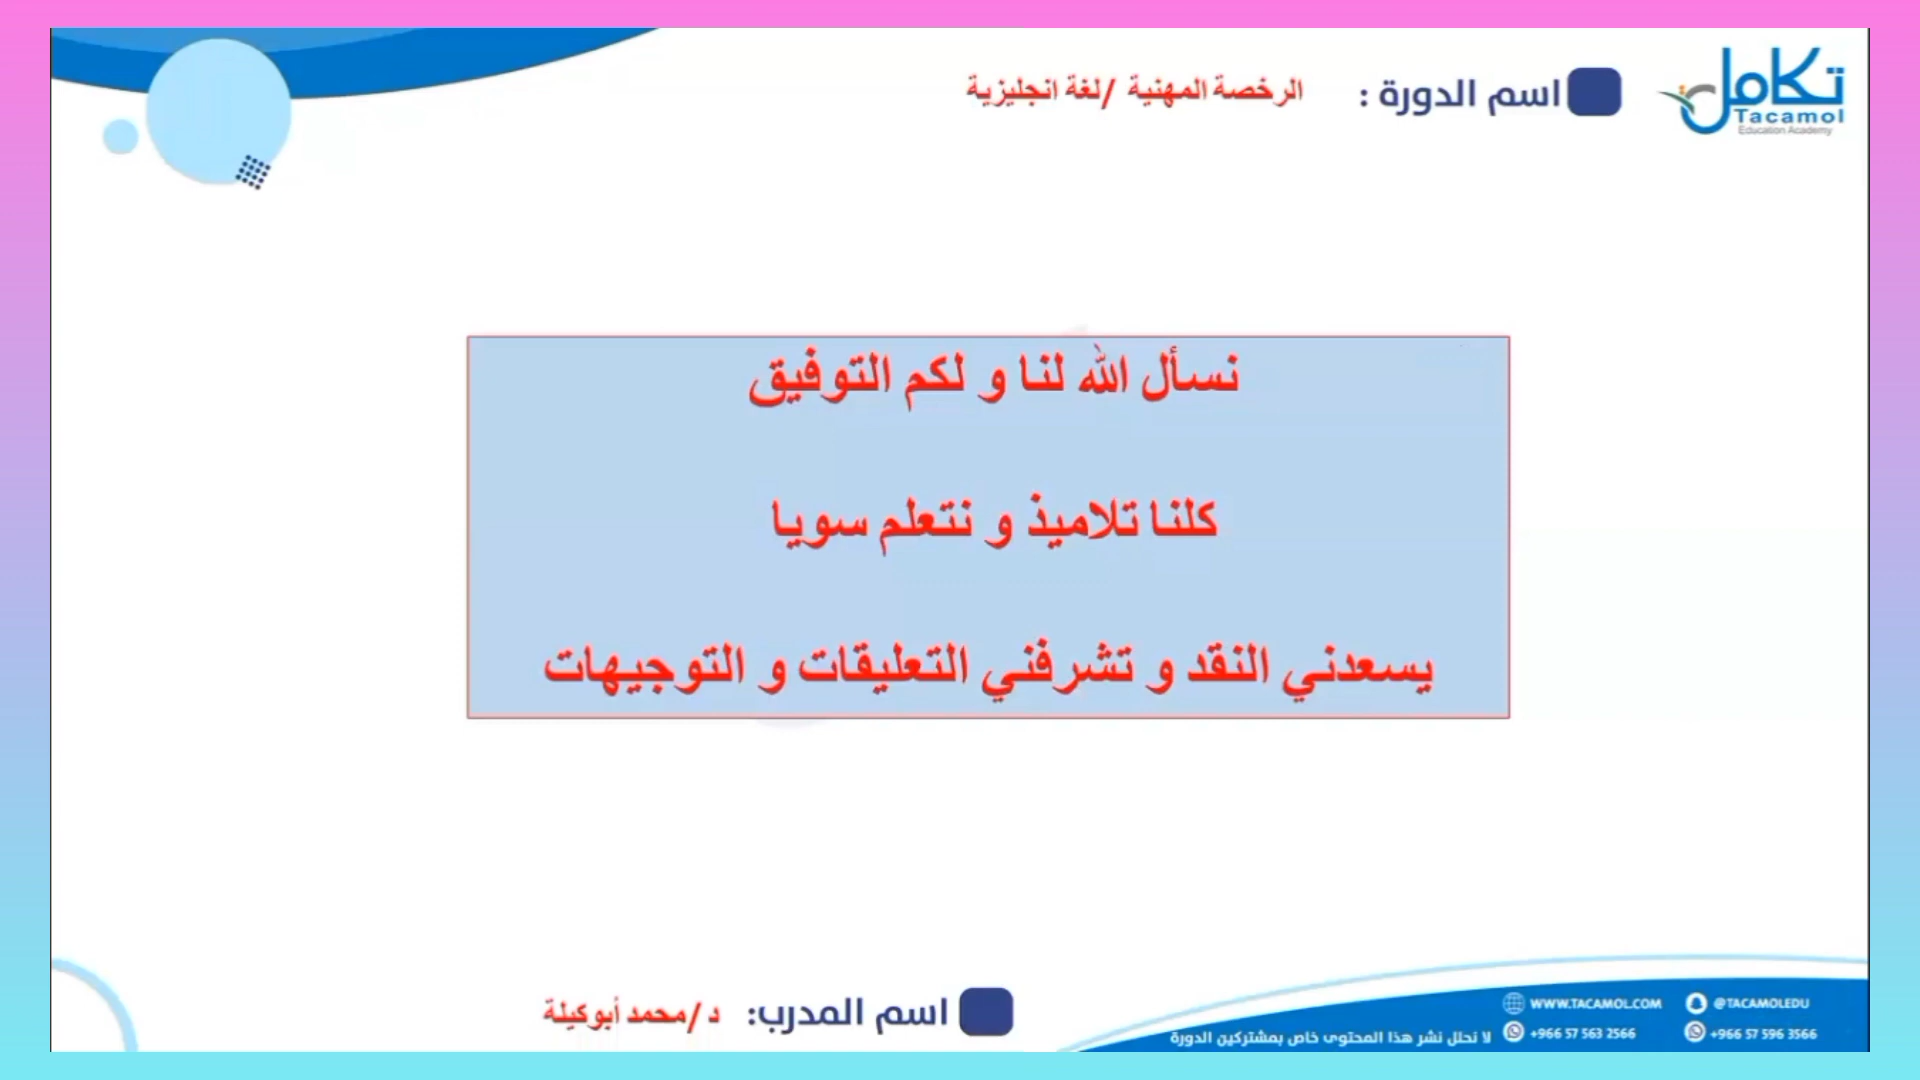 تكامل
Tacamol
Education Academy
اسم الدورة : الرخصة المهنية /لغة انجليزية
نسأل الله لنا و لكم التوفيق
كلنا تلاميذ و نتعلم سويا
يسعدني النقد و تشرفني التعليقات و التوجيهات
اسم المدرب: د /محمد أبوكيلة
WWW.TACAMOL.COM @TACAMOLEDU
لا نحلل نشر هذا المحتوى خاص بمشتركين الدورة +966 57 563 2566 +966 57 596 3566